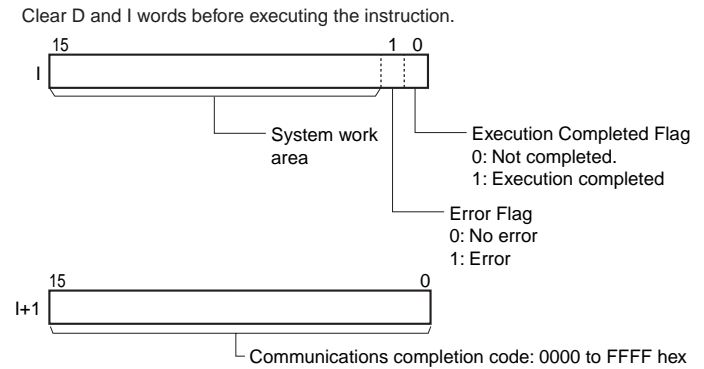 Clear D and I words before executing the instruction.
15 1 0
I
System work
area
Execution Completed Flag
0: Not completed.
1: Execution completed
Error Flag
0: No error
1: Error
15 0
I+1
Communications completion code: 0000 to FFFF hex